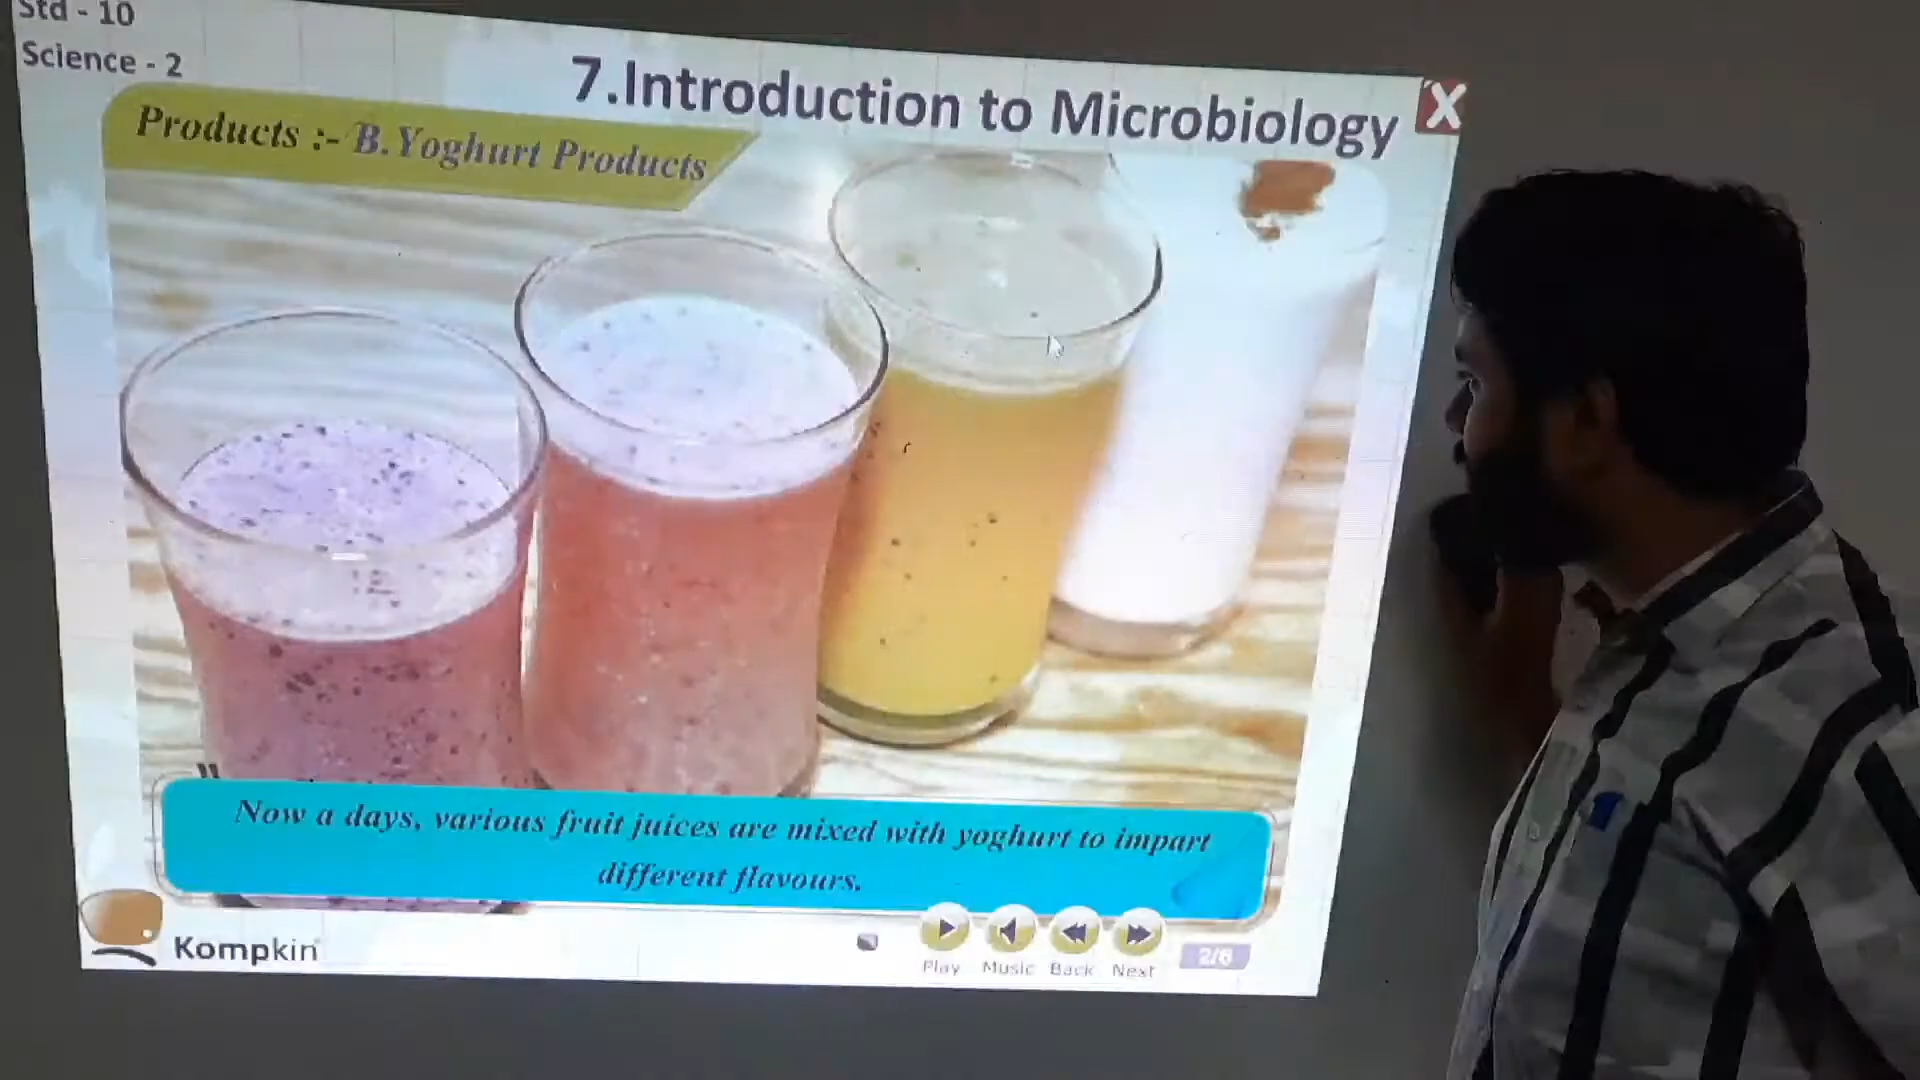 Std - 10
Science - 2
7.Introduction to Microbiology
X
Products :- B.Yoghurt Products
"
Now a days, various fruit juices are mixed with yoghurt to impart
different flavours.
Kompkin
Play Music Back Next
2/6